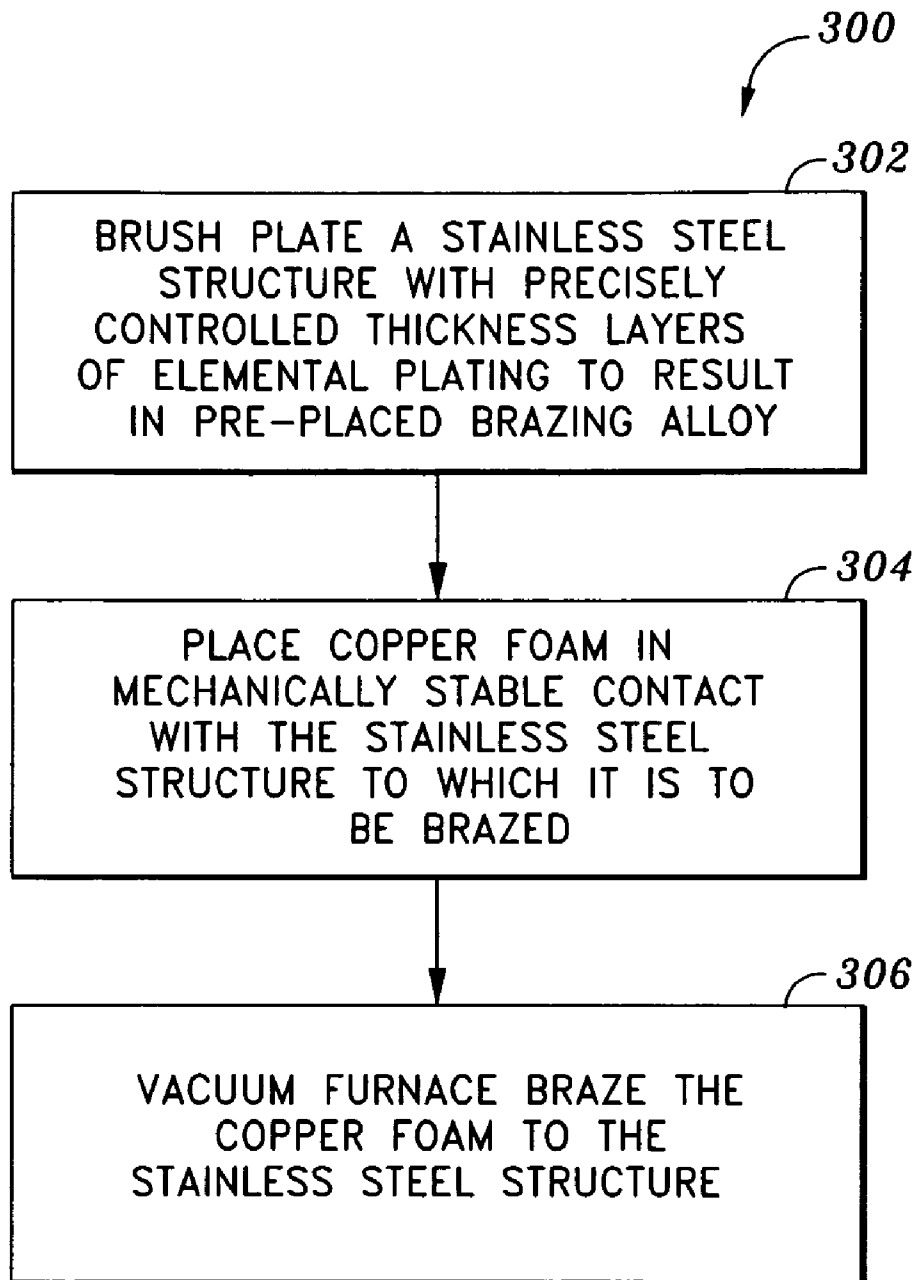 300
302
BRUSH PLATE A STAINLESS STEEL
STRUCTURE WITH PRECISELY
CONTROLLED THICKNESS LAYERS
OF ELEMENTAL PLATING TO RESULT
IN PRE-PLACED BRAZING ALLOY
304
PLACE COPPER FOAM IN
MECHANICALLY STABLE CONTACT
WITH THE STAINLESS STEEL
STRUCTURE TO WHICH IT IS TO
BE BRAZED
306
VACUUM FURNACE BRAZE THE
COPPER FOAM TO THE
STAINLESS STEEL STRUCTURE